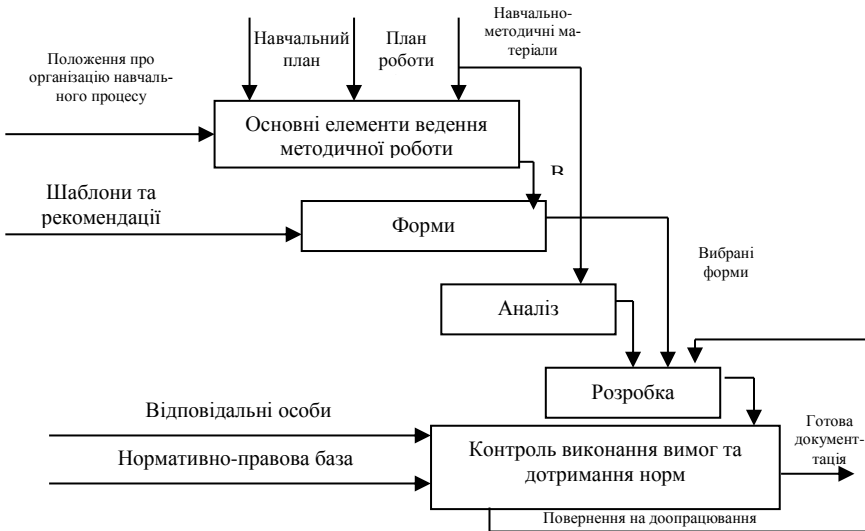 Положення про
організацію навчаль-
ного процесу
Навчальний
план
План
роботи
Навчально-
методичні ма-
теріали
Основні елементи ведення
методичної роботи
В
Шаблони та
рекомендації
Форми
Вибрані
форми
Аналіз
Розробка
Відповідальні особи
Нормативно-правова база
Контроль виконання вимог та
дотримання норм
Готова
документ-
тація
Повернення на доопрацювання